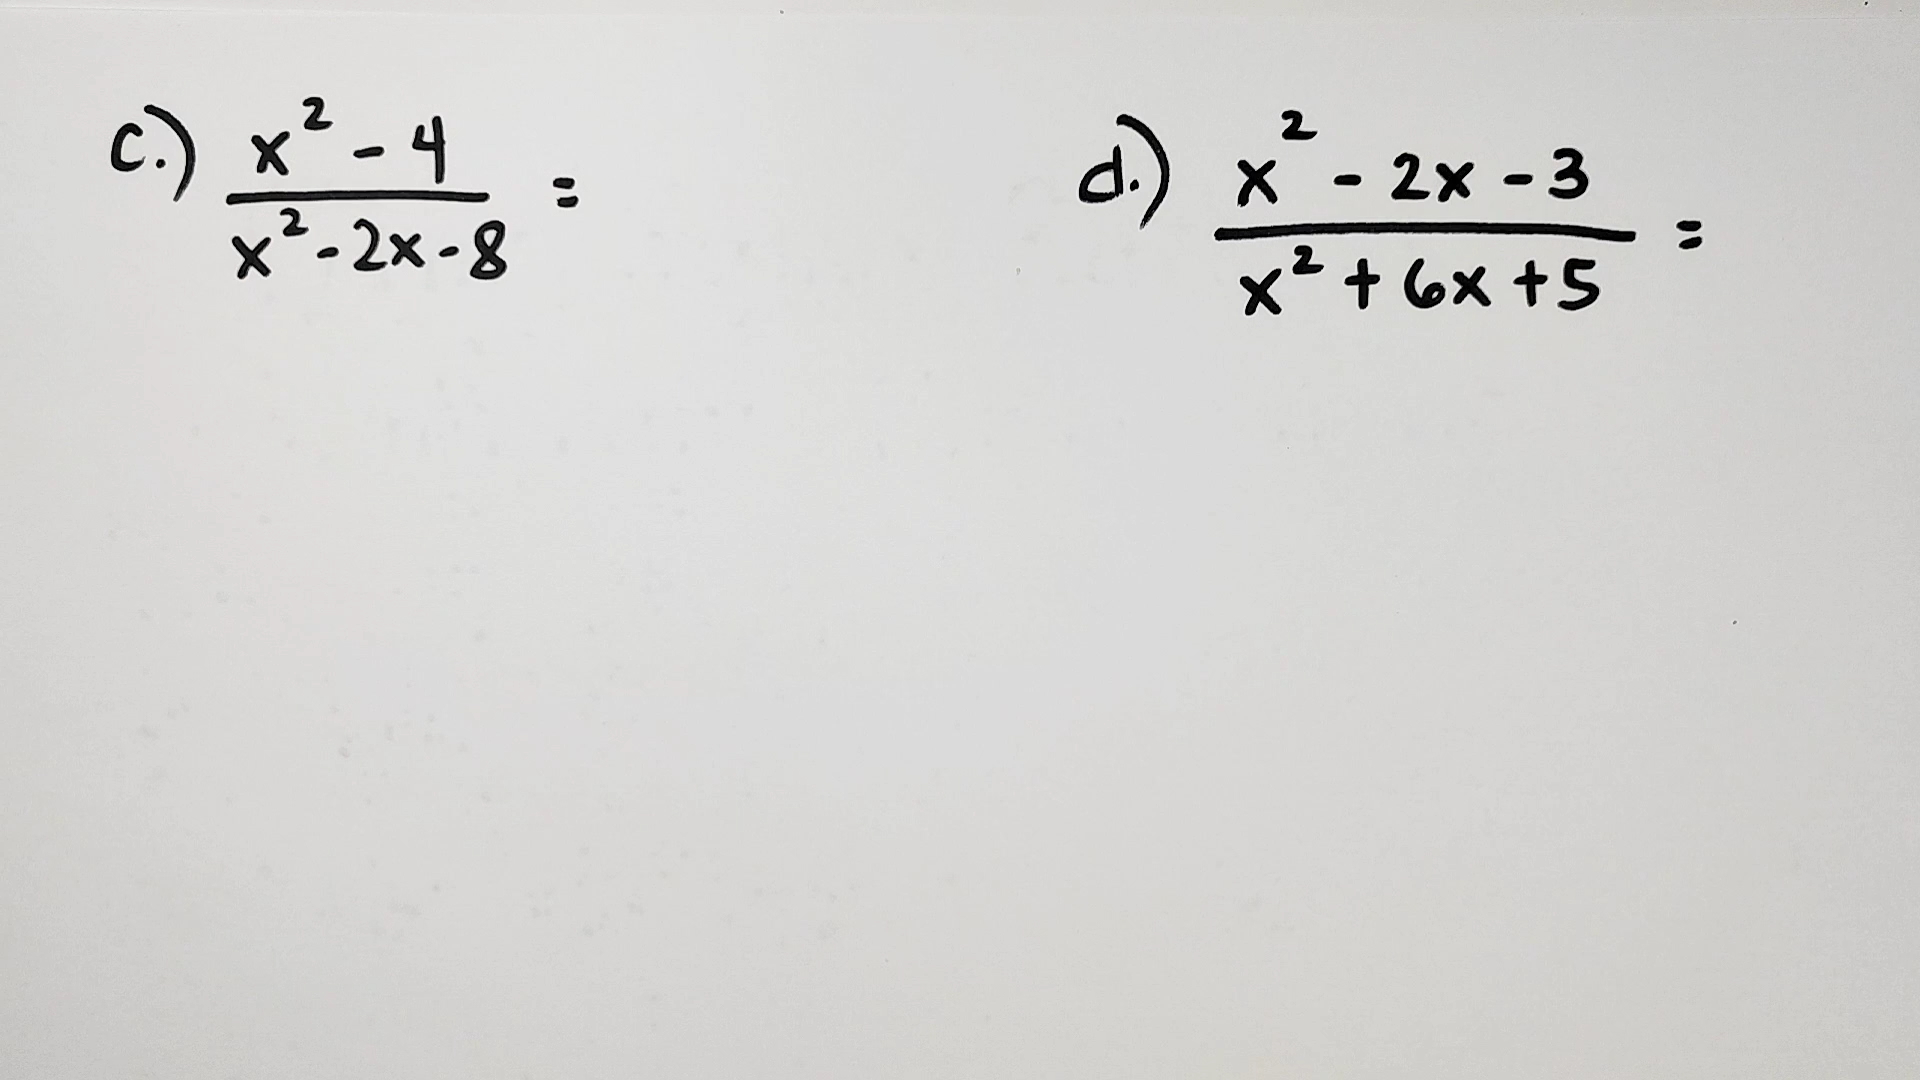 c.) x² - 4
x² - 2x - 8 =
d.) x² - 2x - 3
x² + 6x + 5 =